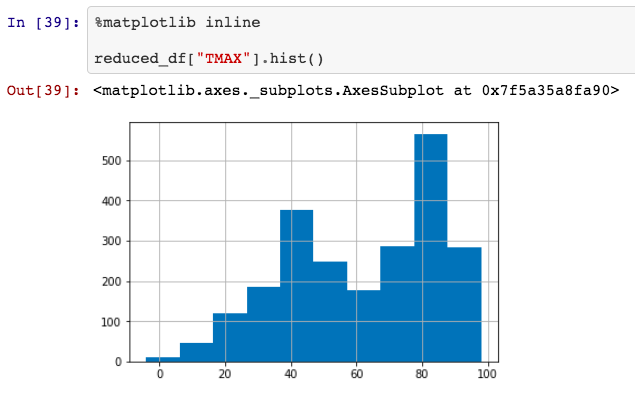 In [39]: %matplotlib inline
reduced_df["TMAX"].hist()
Out[39]: <matplotlib.axes._subplots.AxesSubplot at 0x7f5a35a8fa90>
500
400
300
200
100
0
0 20 40 60 80 100